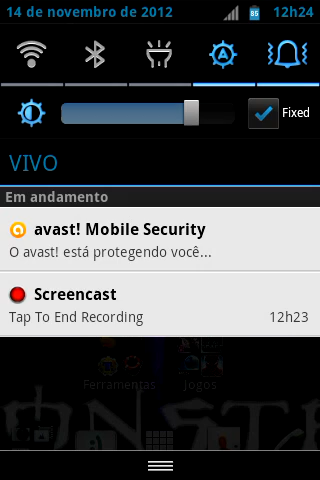 14 de novembro de 2012 85 12h24
A
Fixed
VIVO
Em andamento
avast! Mobile Security
O avast! está protegendo você...
Screencast
Tap To End Recording 12h23
Ferramentas Jogos